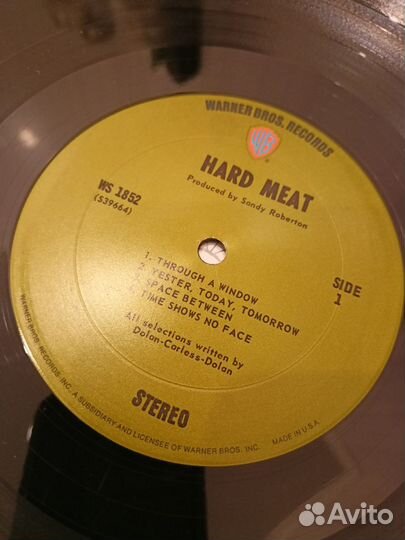 WARNER BROS. RECORDS
WB
HARD MEAT
Produced by Sandy Roberton
WS 1852
(S39664)
SIDE
1
1. THROUGH A WINDOW
2. YESTER, TODAY, TOMORROW
3. SPACE BETWEEN
TIME SHOWS NO FACE
All selections written by
Dolan-Carless-Dolan
STEREO
WARNER BROS. RECORDS INC. A SUBSIDIARY AND LICENSEE OF WARNER BROS. INC.
MADE IN U.S.A.
Avito